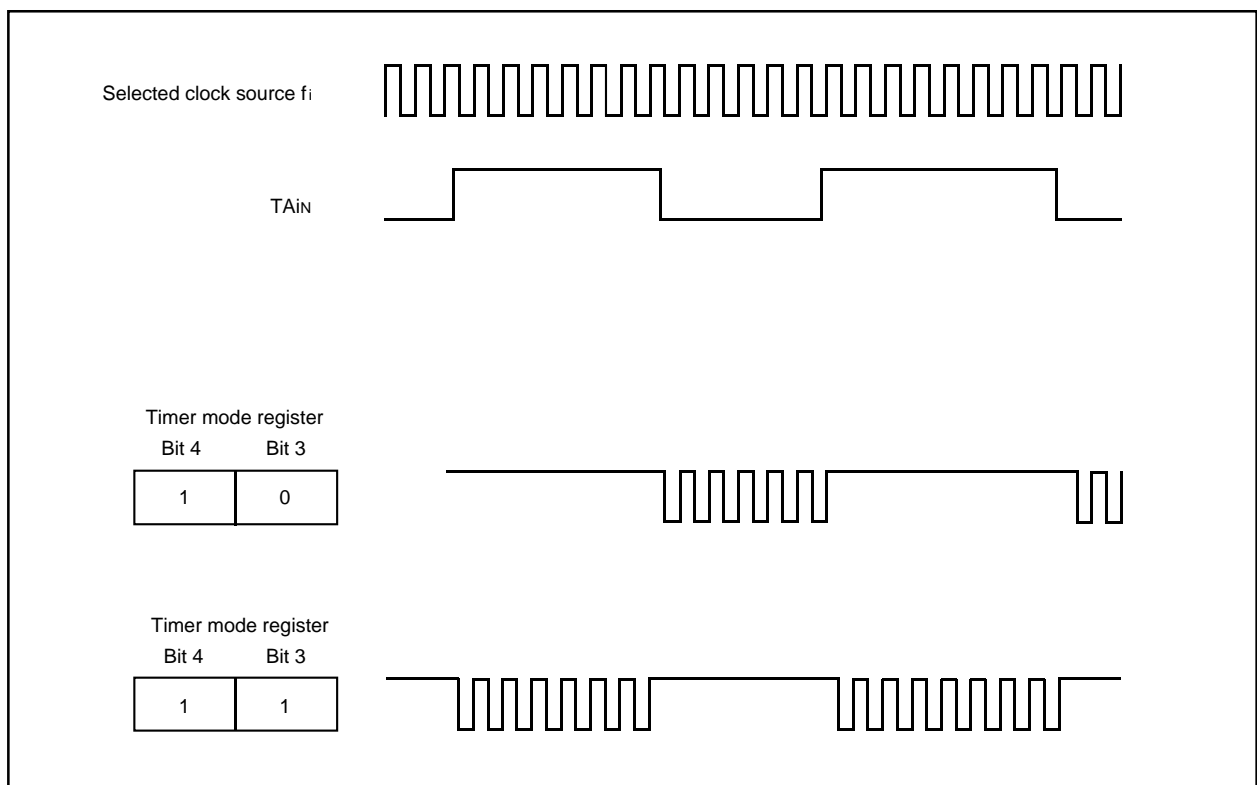 Selected clock source fi
TAiN
Timer mode register
Bit 4 Bit 3
1 0
Timer mode register
Bit 4 Bit 3
1 1